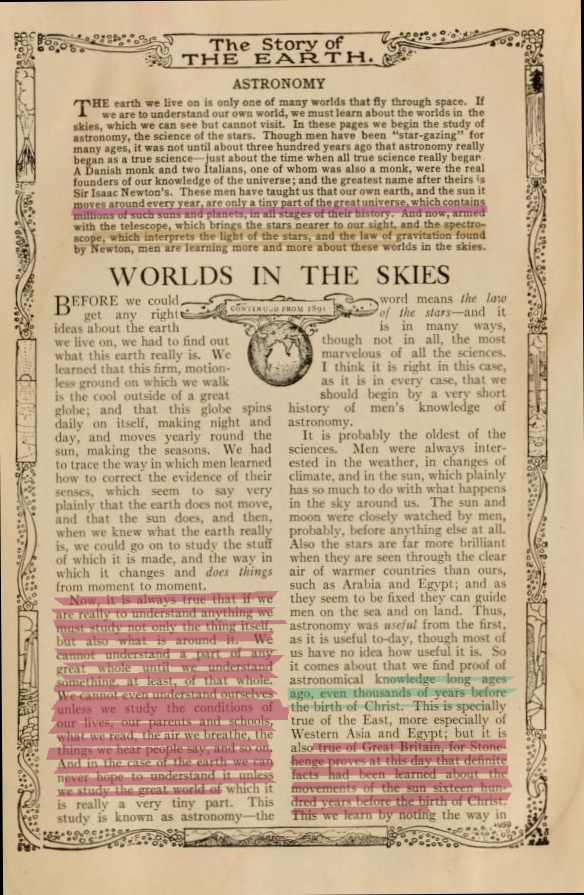 The Story of
THE EARTH.
ASTRONOMY
THE earth we live on is only one of many worlds that fly through space. If
we are to understand our own world, we must learn about the worlds in the
skies, which we can see but cannot visit. In these pages we begin the study of
astronomy, the science of the stars. Though men have been "star-gazing" for
many ages, it was not until about three hundred years ago that astronomy really
began as a true science—just about the time when all true science really began.
A Danish monk and two Italians, one of whom was also a monk, were the real
founders of our knowledge of the universe; and the greatest name after theirs is
Sir Isaac Newton's. These men have taught us that our own earth, and the sun it
moves around every year, are only a tiny part of the great universe, which contains
millions of such suns and planets, in all stages of their history. And now, armed
with the telescope, which brings the stars nearer to our sight, and the spectro-
scope, which interprets the light of the stars, and the law of gravitation found
by Newton, men are learning more and more about these worlds in the skies.
WORLDS IN THE SKIES
CONTINUED FROM 1891
BEFORE we could
get any right
ideas about the earth
we live on, we had to find out
what this earth really is. We
learned that this firm, motion-
less ground on which we walk
is the cool outside of a great
globe; and that this globe spins
daily on itself, making night and
day, and moves yearly round the
sun, making the seasons. We had
to trace the way in which men learned
how to correct the evidence of their
senses, which seem to say very
plainly that the earth does not move,
and that the sun does, and then,
when we knew what the earth really
is, we could go on to study the stuff
of which it is made, and the way in
which it changes and does things
from moment to moment.
Now, it is always true that if we
are really to understand anything we
must study not only the thing itself,
but also what is around it. We
cannot understand a part of any
great whole until we understand
something, at least, of that whole.
We cannot even understand ourselves
unless we study the conditions of
our lives, our parents and schools,
what we read, the air we breathe, the
things we hear people say, and so on.
And in the case of the earth we can
never hope to understand it unless
we study the great world of which it
is really a very tiny part. This
study is known as astronomy—the
word means the law
of the stars—and it
is in many ways,
though not in all, the most
marvelous of all the sciences.
I think it is right in this case,
as it is in every case, that we
should begin by a very short
history of men's knowledge of
astronomy.
It is probably the oldest of the
sciences. Men were always inter-
ested in the weather, in changes of
climate, and in the sun, which plainly
has so much to do with what happens
in the sky around us. The sun and
moon were closely watched by men,
probably, before anything else at all.
Also the stars are far more brilliant
when they are seen through the clear
air of warmer countries than ours,
such as Arabia and Egypt; and as
they seem to be fixed they can guide
men on the sea and on land. Thus,
astronomy was useful from the first,
as it is useful to-day, though most of
us have no idea how useful it is. So
it comes about that we find proof of
astronomical knowledge long ages
ago, even thousands of years before
the birth of Christ. This is specially
true of the East, more especially of
Western Asia and Egypt; but it is
also true of Great Britain, for Stone-
henge proves at this day that definite
facts had been learned about the
movements of the sun sixteen hun-
dred years before the birth of Christ.
This we learn by noting the way in